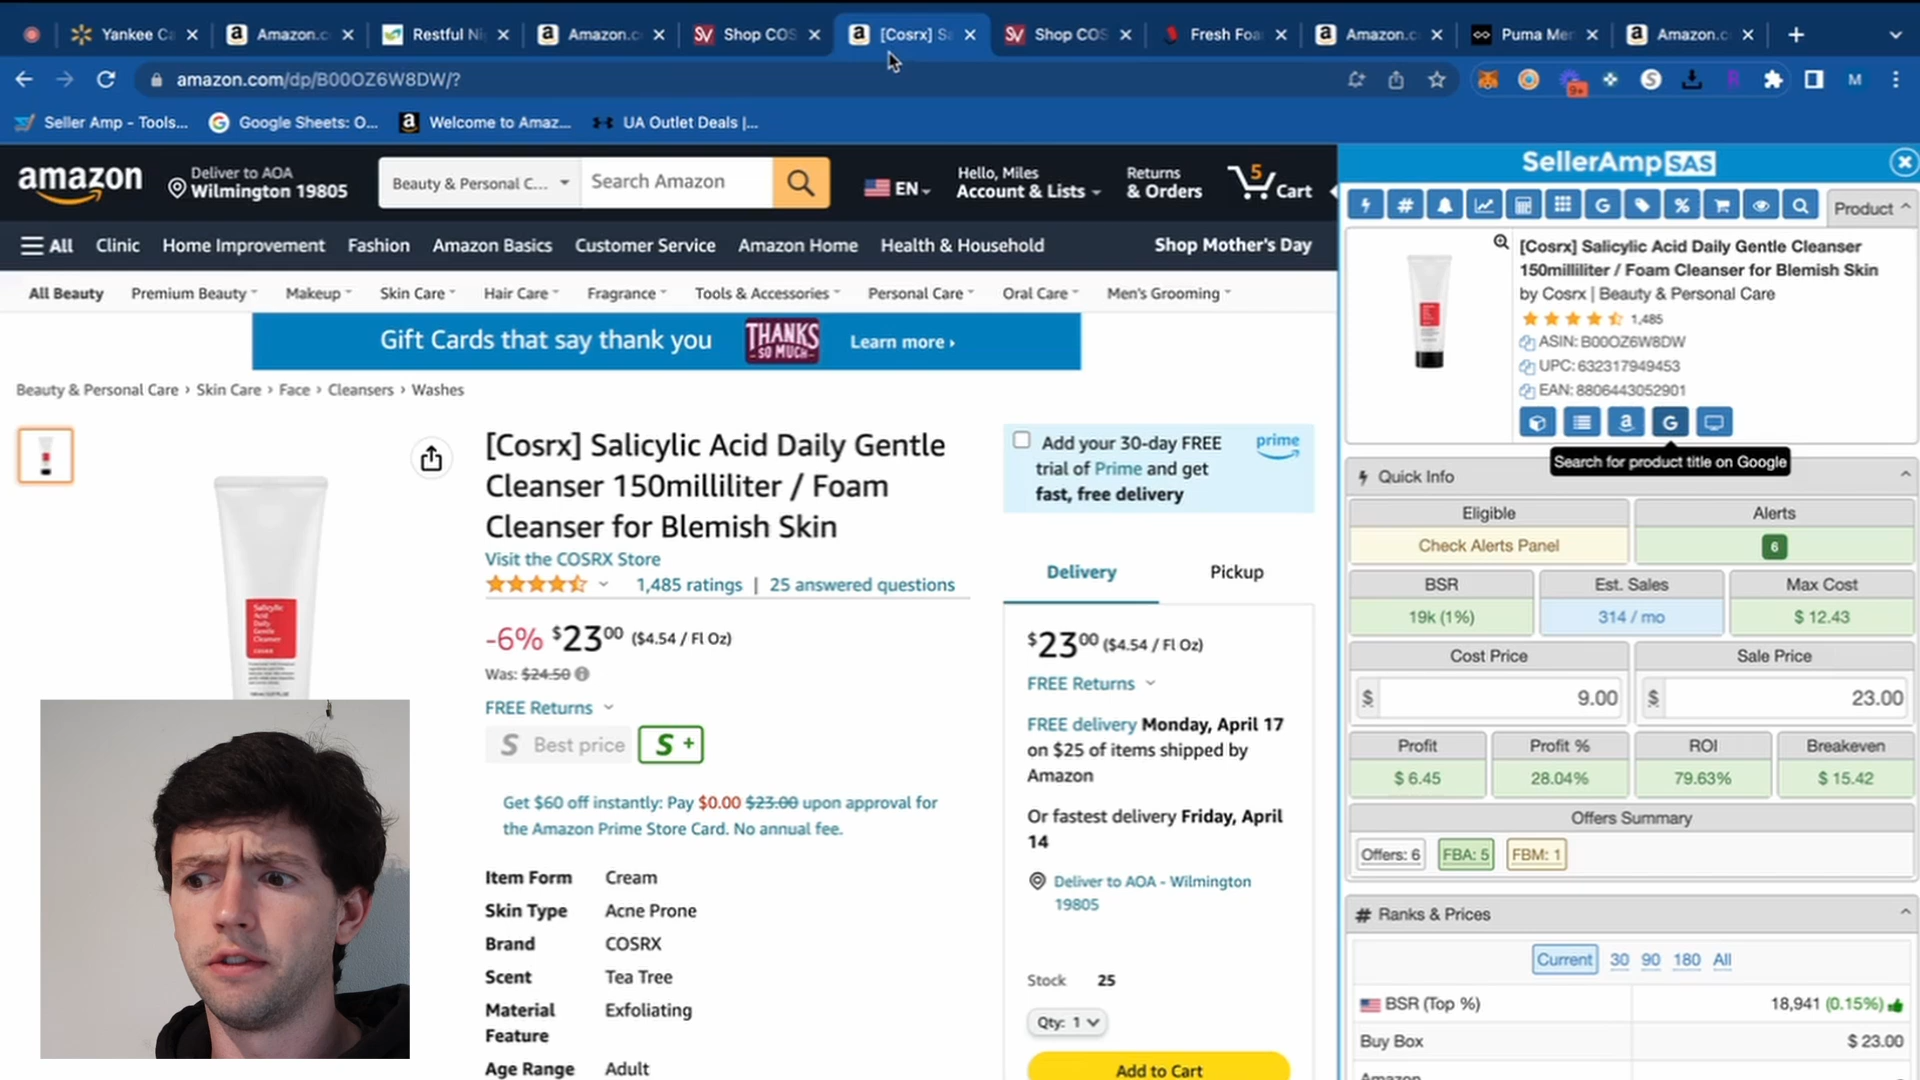 Yankee Ca
Amazon.c
Restful Ni
Amazon.c
Shop COS
[Cosrx] Sa
Shop COS
Fresh Foa
Amazon.c
Puma Mer
Amazon.c
amazon.com/dp/B00OZ6W8DW/?
9+
M
Seller Amp - Tools...
Google Sheets: O...
Welcome to Amaz...
UA Outlet Deals |...
amazon
Deliver to AOA
Wilmington 19805
Beauty & Personal C...
Search Amazon
EN
Hello, Miles
Account & Lists
Returns
& Orders
5
Cart
All
Clinic
Home Improvement
Fashion
Amazon Basics
Customer Service
Amazon Home
Health & Household
Shop Mother's Day
All Beauty
Premium Beauty
Makeup
Skin Care
Hair Care
Fragrance
Tools & Accessories
Personal Care
Oral Care
Men's Grooming
Gift Cards that say thank you
THANKS
SO MUCH
Learn more ›
Beauty & Personal Care › Skin Care › Face › Cleansers › Washes
Salicylic
Acid
Daily
Gentle
Cleanser
[Cosrx] Salicylic Acid Daily Gentle
Cleanser 150milliliter / Foam
Cleanser for Blemish Skin
Visit the COSRX Store
1,485 ratings | 25 answered questions
-6% $23.00 ($4.54 / Fl Oz)
Was: $24.50
FREE Returns
S Best price
S +
Get $60 off instantly: Pay $0.00 $23.00 upon approval for
the Amazon Prime Store Card. No annual fee.
Item Form Cream
Skin Type Acne Prone
Brand COSRX
Scent Tea Tree
Material Exfoliating
Feature
Age Range Adult
Add your 30-day FREE
trial of Prime and get
fast, free delivery
prime
Delivery
Pickup
$23.00 ($4.54 / Fl Oz)
FREE Returns
FREE delivery Monday, April 17
on $25 of items shipped by
Amazon
Or fastest delivery Friday, April
14
Deliver to AOA - Wilmington
19805
Stock 25
Qty: 1
Add to Cart
SellerAmp SAS
Product
[Cosrx] Salicylic Acid Daily Gentle Cleanser
150milliliter / Foam Cleanser for Blemish Skin
by Cosrx | Beauty & Personal Care
1,485
ASIN: B00OZ6W8DW
UPC: 632317949453
EAN: 8806443052901
Search for product title on Google
Quick Info
Eligible
Alerts
Check Alerts Panel
6
BSR
Est. Sales
Max Cost
19k (1%)
314 / mo
$ 12.43
Cost Price
Sale Price
$ 9.00
$ 23.00
Profit
Profit %
ROI
Breakeven
$ 6.45
28.04%
79.63%
$ 15.42
Offers Summary
Offers: 6
FBA: 5
FBM: 1
# Ranks & Prices
Current 30 90 180 All
BSR (Top %) 18,941 (0.15%)
Buy Box $ 23.00
Amazon